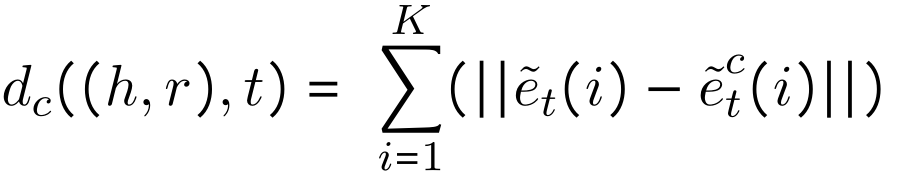 d_c((h, r), t) = \sum_{i=1}^{K} (||\tilde{e}_t(i) - \tilde{e}_t^c(i)||)